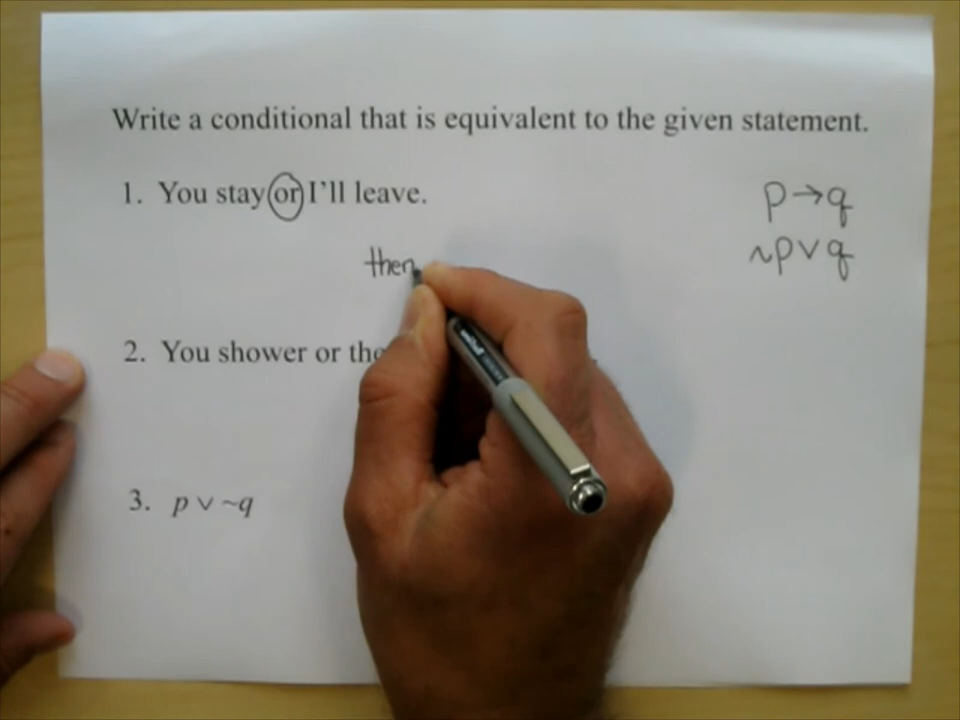 Write a conditional that is equivalent to the given statement.
1. You stay or I'll leave.
p→q
~p∨q
then
2. You shower or
3. p ∨ ~q